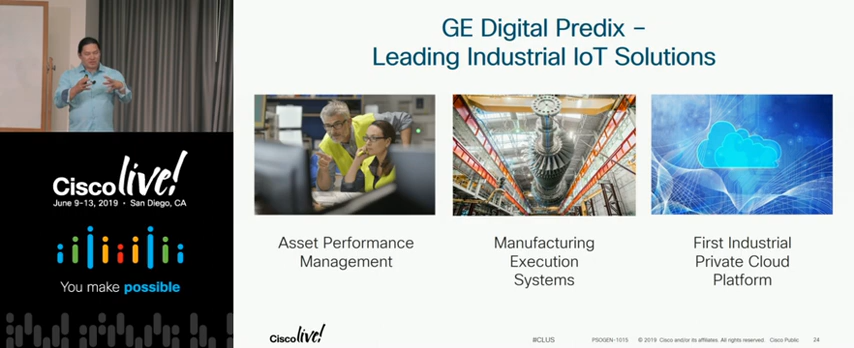 GE Digital Predix –
Leading Industrial IoT Solutions
Cisco live!
June 9-13, 2019 • San Diego, CA
You make possible
Asset Performance
Management
Manufacturing
Execution
Systems
First Industrial
Private Cloud
Platform
Cisco live!
#CLUS
PSOGEN-1015
© 2019 Cisco and/or its affiliates. All rights reserved. Cisco Public
24